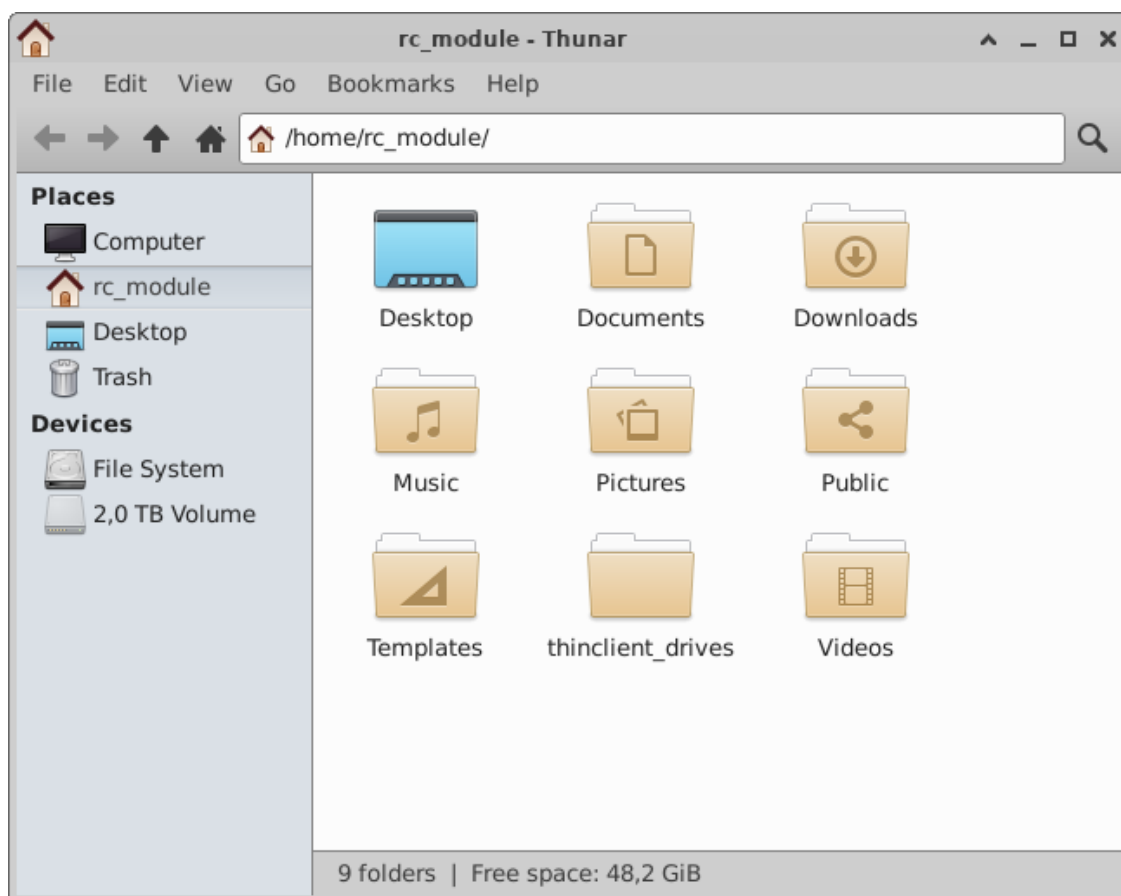 rc_module - Thunar
File Edit View Go Bookmarks Help
/home/rc_module/
Places
Computer
rc_module
Desktop
Trash
Devices
File System
2,0 TB Volume
Desktop Documents Downloads
Music Pictures Public
Templates thinclient_drives Videos
9 folders | Free space: 48,2 GiB